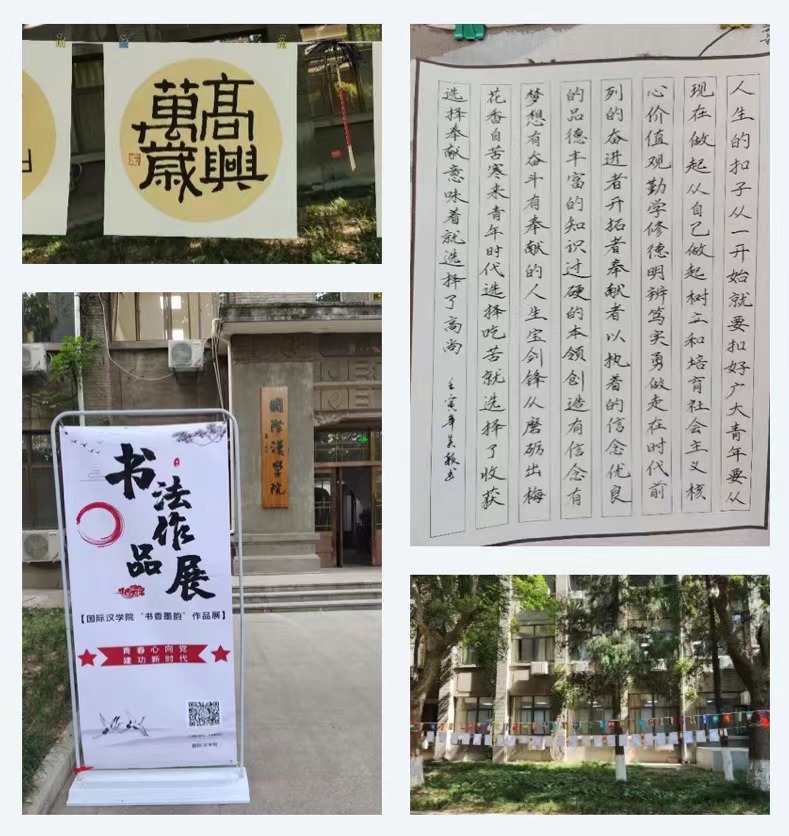 高興
萬歲
人生的扣子从一开始就要扣好广大青年要从
现在做起从自己做起树立和培育社会主义核
心价值观勤学修德明辨笃实勇做走在时代前
列的奋进者开拓者奉献者以执着的信念优良
的品德丰富的知识过硬的本领创造有信念有
梦想有奋斗有奉献的人生宝剑锋从磨砺出梅
花香自苦寒来青年时代选择吃苦就选择了收获
选择奉献意味着就选择了高尚
壬寅年
國際漢學院
书法作品展
【国际汉学院“书香墨韵”作品展】
青春心向党
建功新时代
国际汉学院